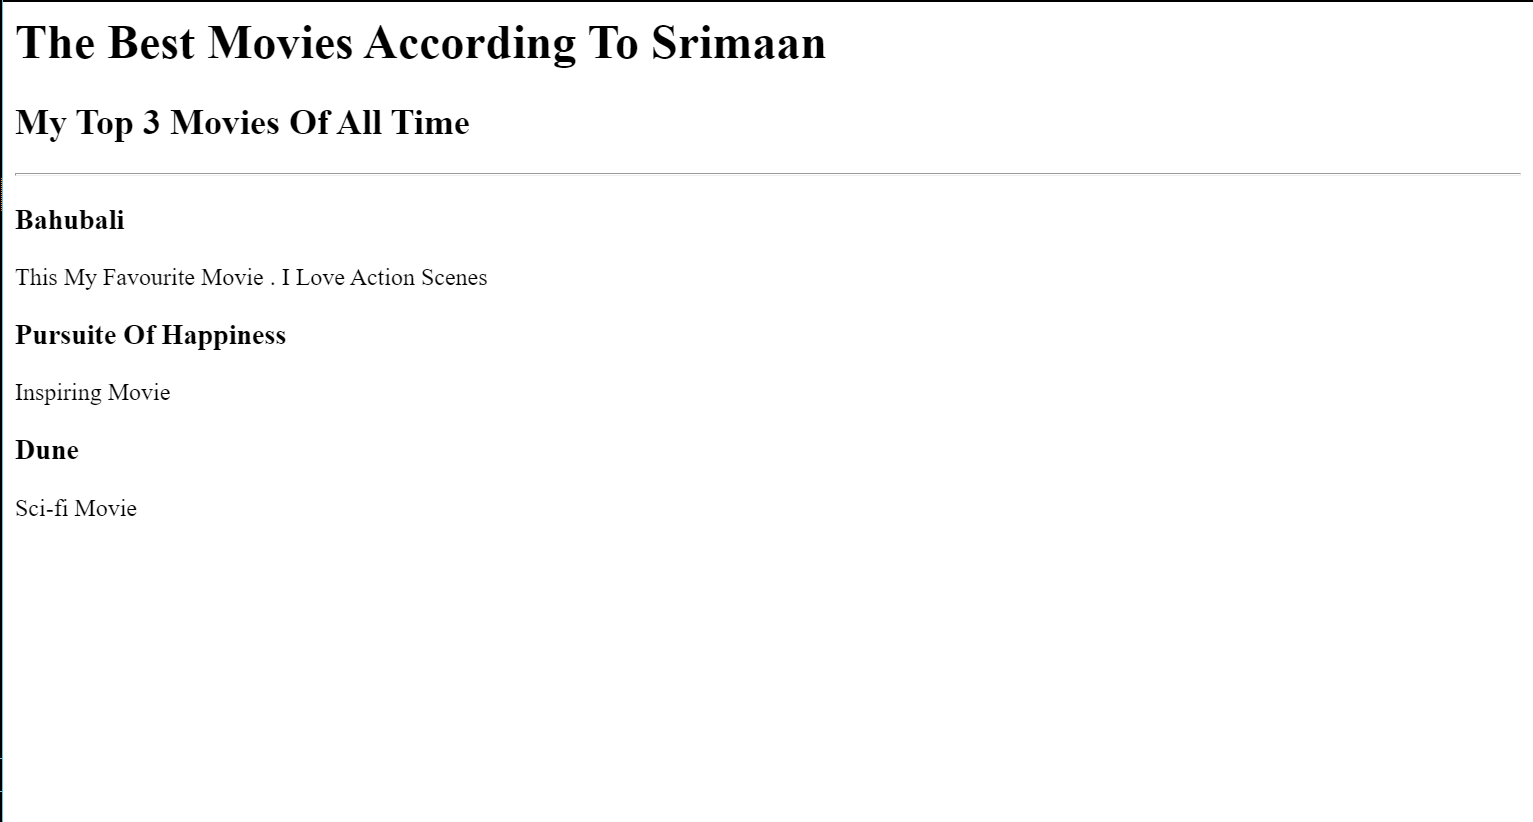 The Best Movies According To Srimaan
My Top 3 Movies Of All Time
Bahubali
This My Favourite Movie . I Love Action Scenes
Pursuite Of Happiness
Inspiring Movie
Dune
Sci-fi Movie